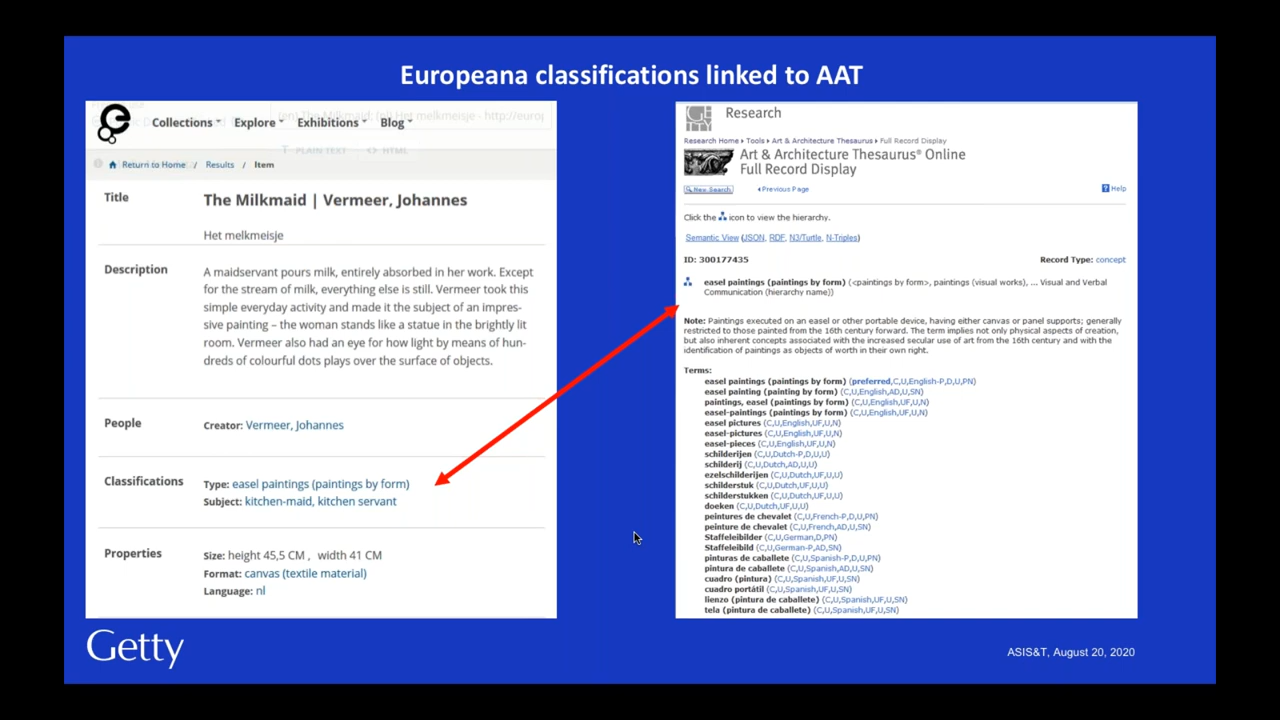 Europeana classifications linked to AAT
Collections Explore Exhibitions Blog
PLAIN TEXT <> HTML
Return to Home / Results / Item
Title
The Milkmaid | Vermeer, Johannes
Het melkmeisje
Description
A maidservant pours milk, entirely absorbed in her work. Except
for the stream of milk, everything else is still. Vermeer took this
simple everyday activity and made it the subject of an impres-
sive painting – the woman stands like a statue in the brightly lit
room. Vermeer also had an eye for how light by means of hun-
dreds of colourful dots plays over the surface of objects.
People
Creator: Vermeer, Johannes
Classifications
Type: easel paintings (paintings by form)
Subject: kitchen-maid, kitchen servant
Properties
Size: height 45,5 CM , width 41 CM
Format: canvas (textile material)
Language: nl
Research
Research Home Tools Art & Architecture Thesaurus Full Record Display
Art & Architecture Thesaurus® Online
Full Record Display
New Search Previous Page ? Help
Click the icon to view the hierarchy.
Semantic View (JSON, RDF, N3/Turtle, N-Triples)
ID: 300177435 Record Type: concept
easel paintings (paintings by form) (<paintings by form>, paintings (visual works), ... Visual and Verbal
Communication (hierarchy name))
Note: Paintings executed on an easel or other portable device, having either canvas or panel supports; generally
restricted to those painted from the 16th century forward. The term implies not only physical aspects of creation,
but also inherent concepts associated with the increased secular use of art from the 16th century and with the
identification of paintings as objects of worth in their own right.
Terms:
easel paintings (paintings by form) (preferred,C,U,English-P,D,U,PN)
easel painting (painting by form) (C,U,English,AD,U,SN)
paintings, easel (paintings by form) (C,U,English,UF,U,N)
easel-paintings (paintings by form) (C,U,English,UF,U,N)
easel pictures (C,U,English,UF,U,N)
easel-pictures (C,U,English,UF,U,N)
easel-pieces (C,U,English,UF,U,N)
schilderijen (C,U,Dutch-P,D,U,U)
schilderij (C,U,Dutch,AD,U,U)
ezelschilderijen (C,U,Dutch,UF,U,U)
schilderstuk (C,U,Dutch,UF,U,U)
schilderstukken (C,U,Dutch,UF,U,U)
doeken (C,U,Dutch,UF,U,U)
peintures de chevalet (C,U,French-P,D,U,PN)
peinture de chevalet (C,U,French,AD,U,SN)
Staffeleibilder (C,U,German,D,PN)
Staffeleibild (C,U,German-P,AD,SN)
pinturas de caballete (C,U,Spanish-P,D,U,PN)
pintura de caballete (C,U,Spanish,AD,U,SN)
cuadro (pintura) (C,U,Spanish,UF,U,SN)
cuadro portátil (C,U,Spanish,UF,U,SN)
lienzo (pintura de caballete) (C,U,Spanish,UF,U,SN)
tela (pintura de caballete) (C,U,Spanish,UF,U,SN)
Getty
ASIS&T, August 20, 2020